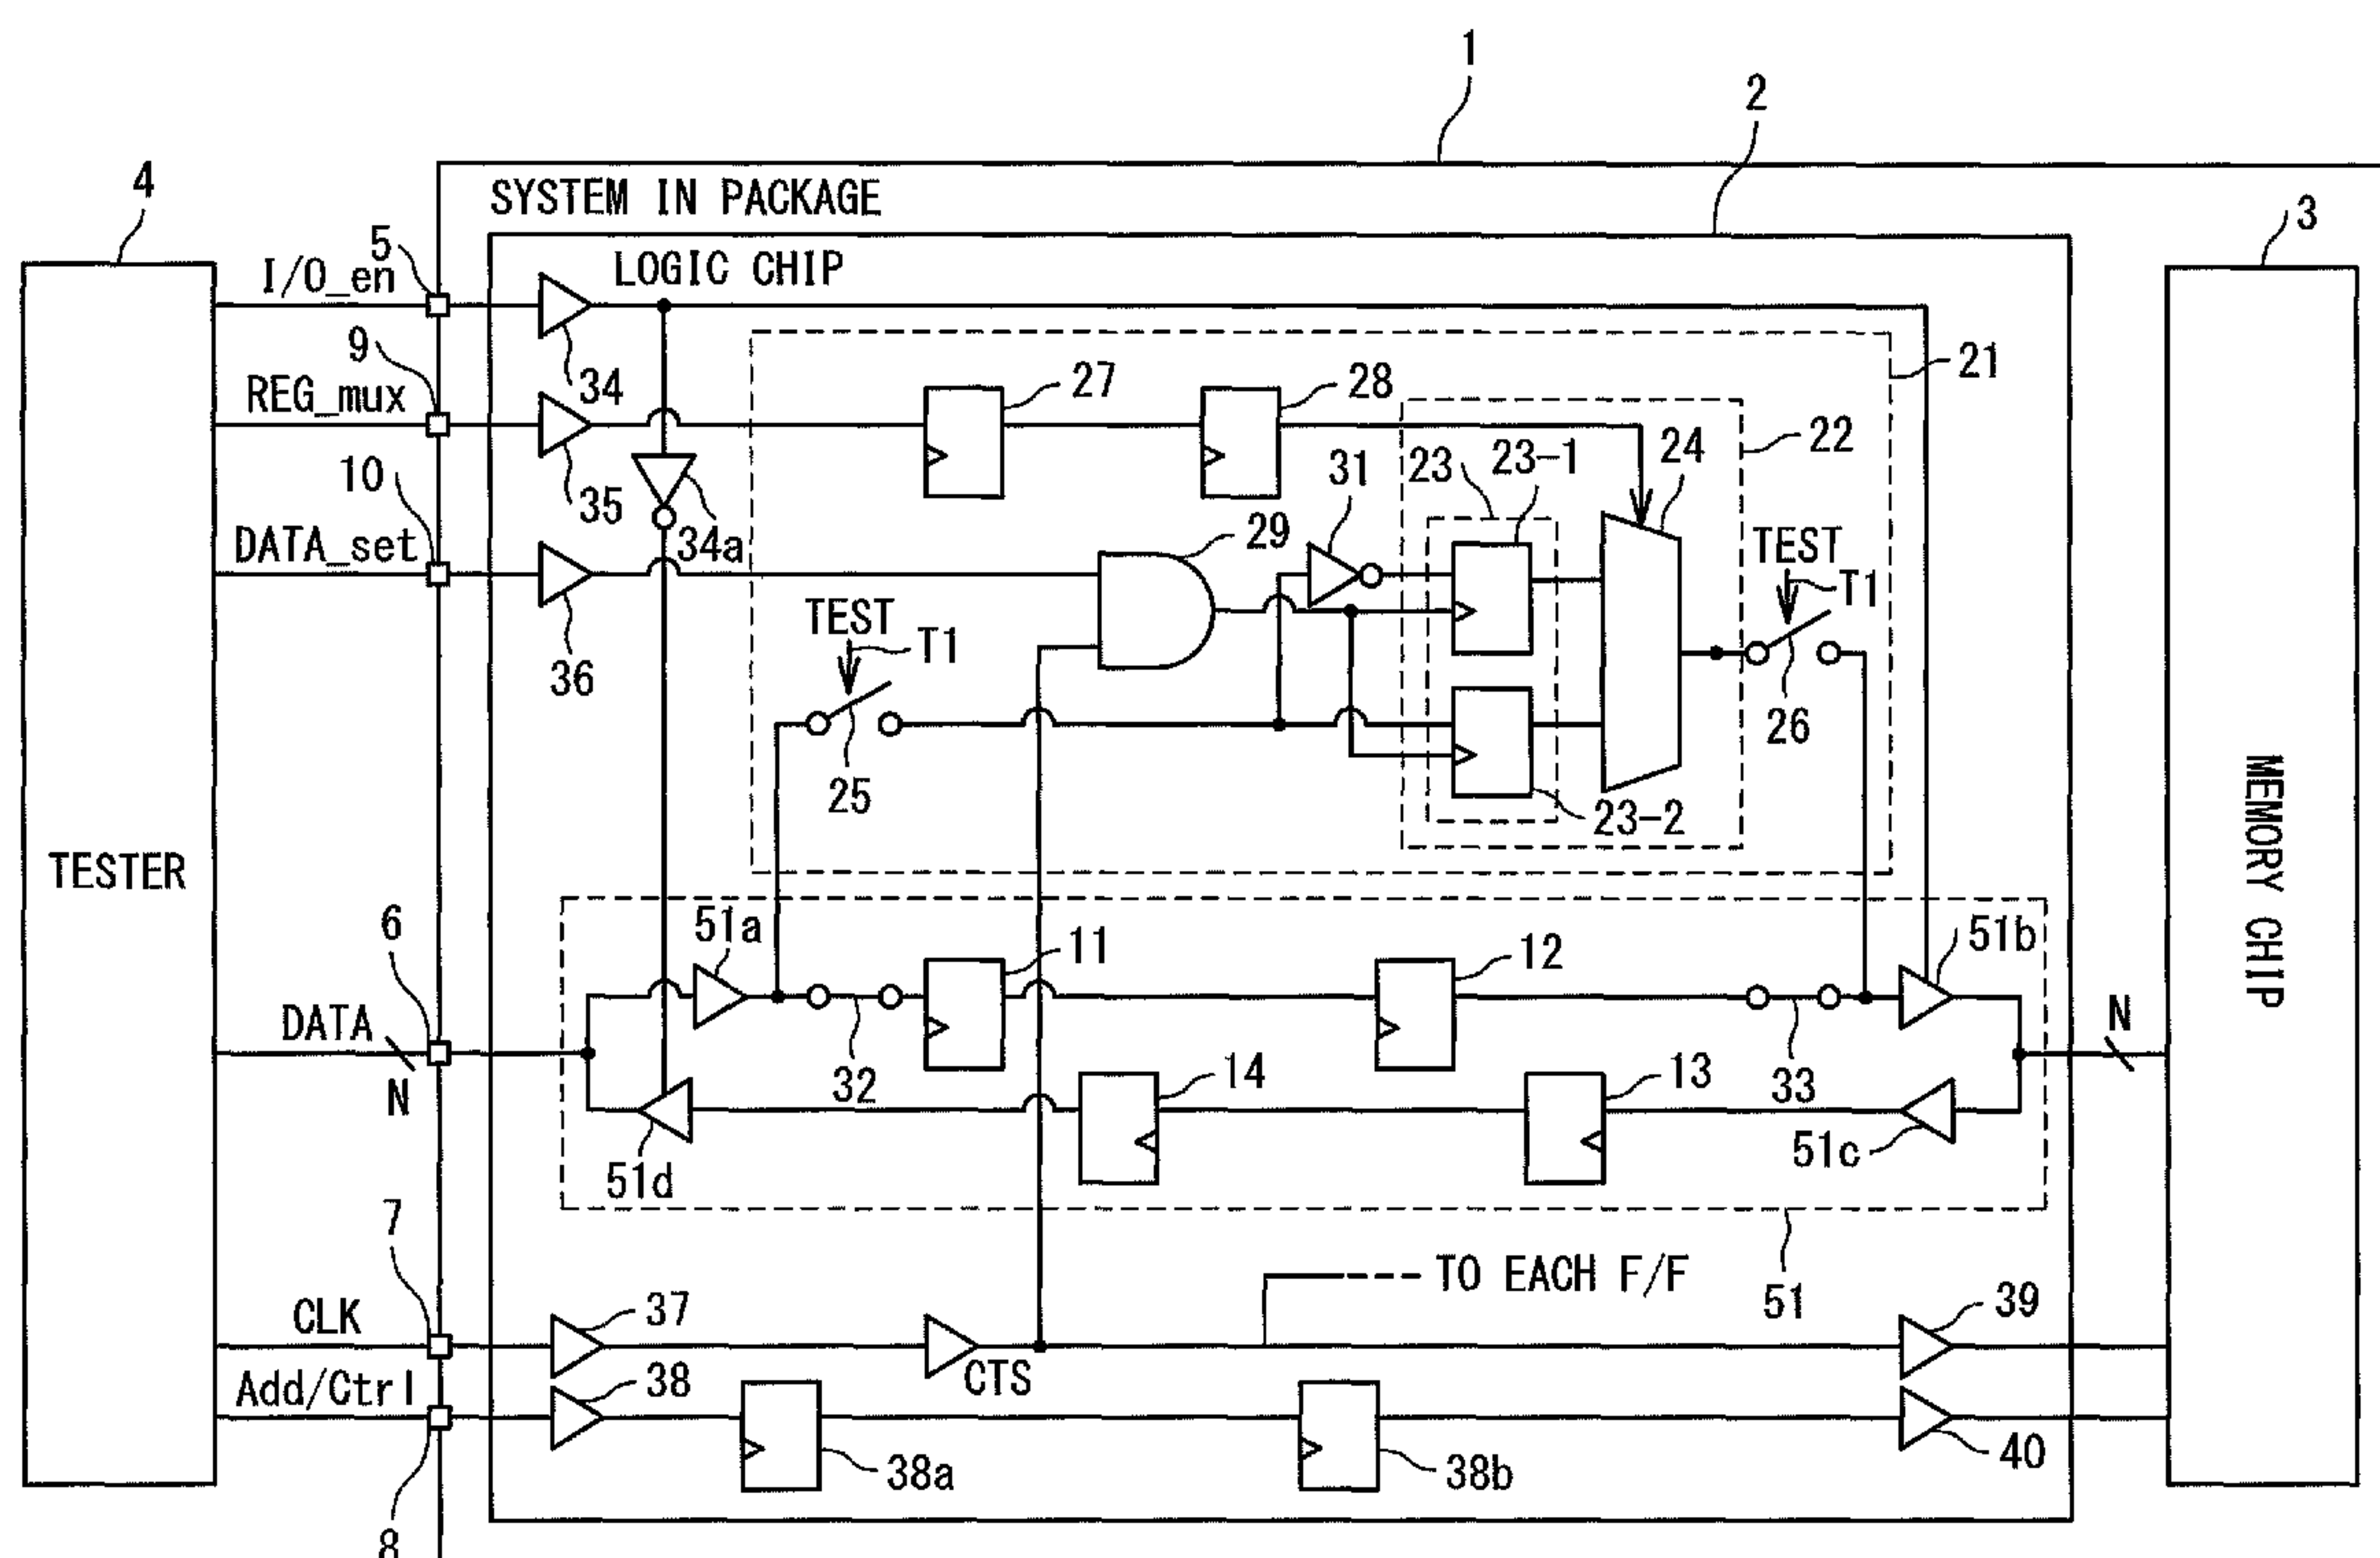 1
2
4
SYSTEM IN PACKAGE
3
5
I/O_en
LOGIC CHIP
9
34
27
28
21
REG_mux
22
24
10
35
31
23
23-1
34a
29
TEST
DATA_set
T1
TEST
T1
36
26
25
23-2
MEMORY CHIP
TESTER
6
51a
11
12
51b
DATA
N
N
32
14
13
33
51d
51c
7
TO EACH F/F
51
CLK
37
39
CTS
Add/Ctrl
38
40
38a
38b
8